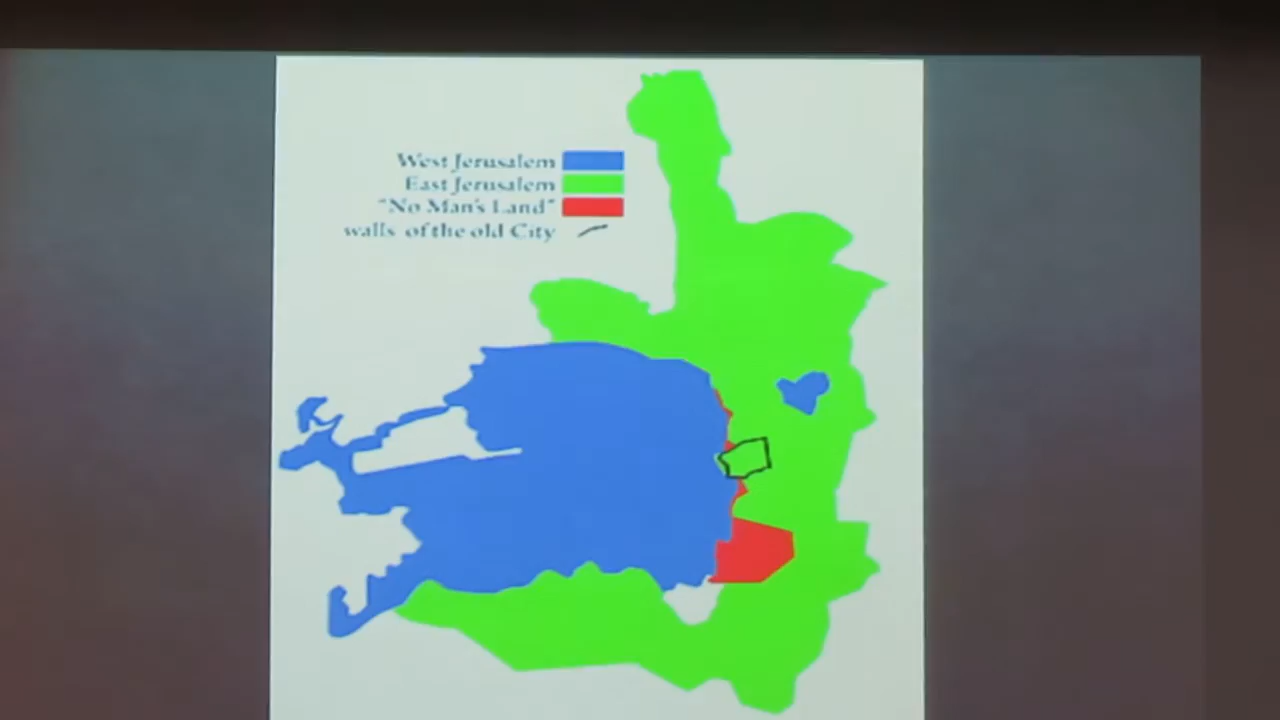 West Jerusalem
East Jerusalem
"No Man's Land"
walls of the old City